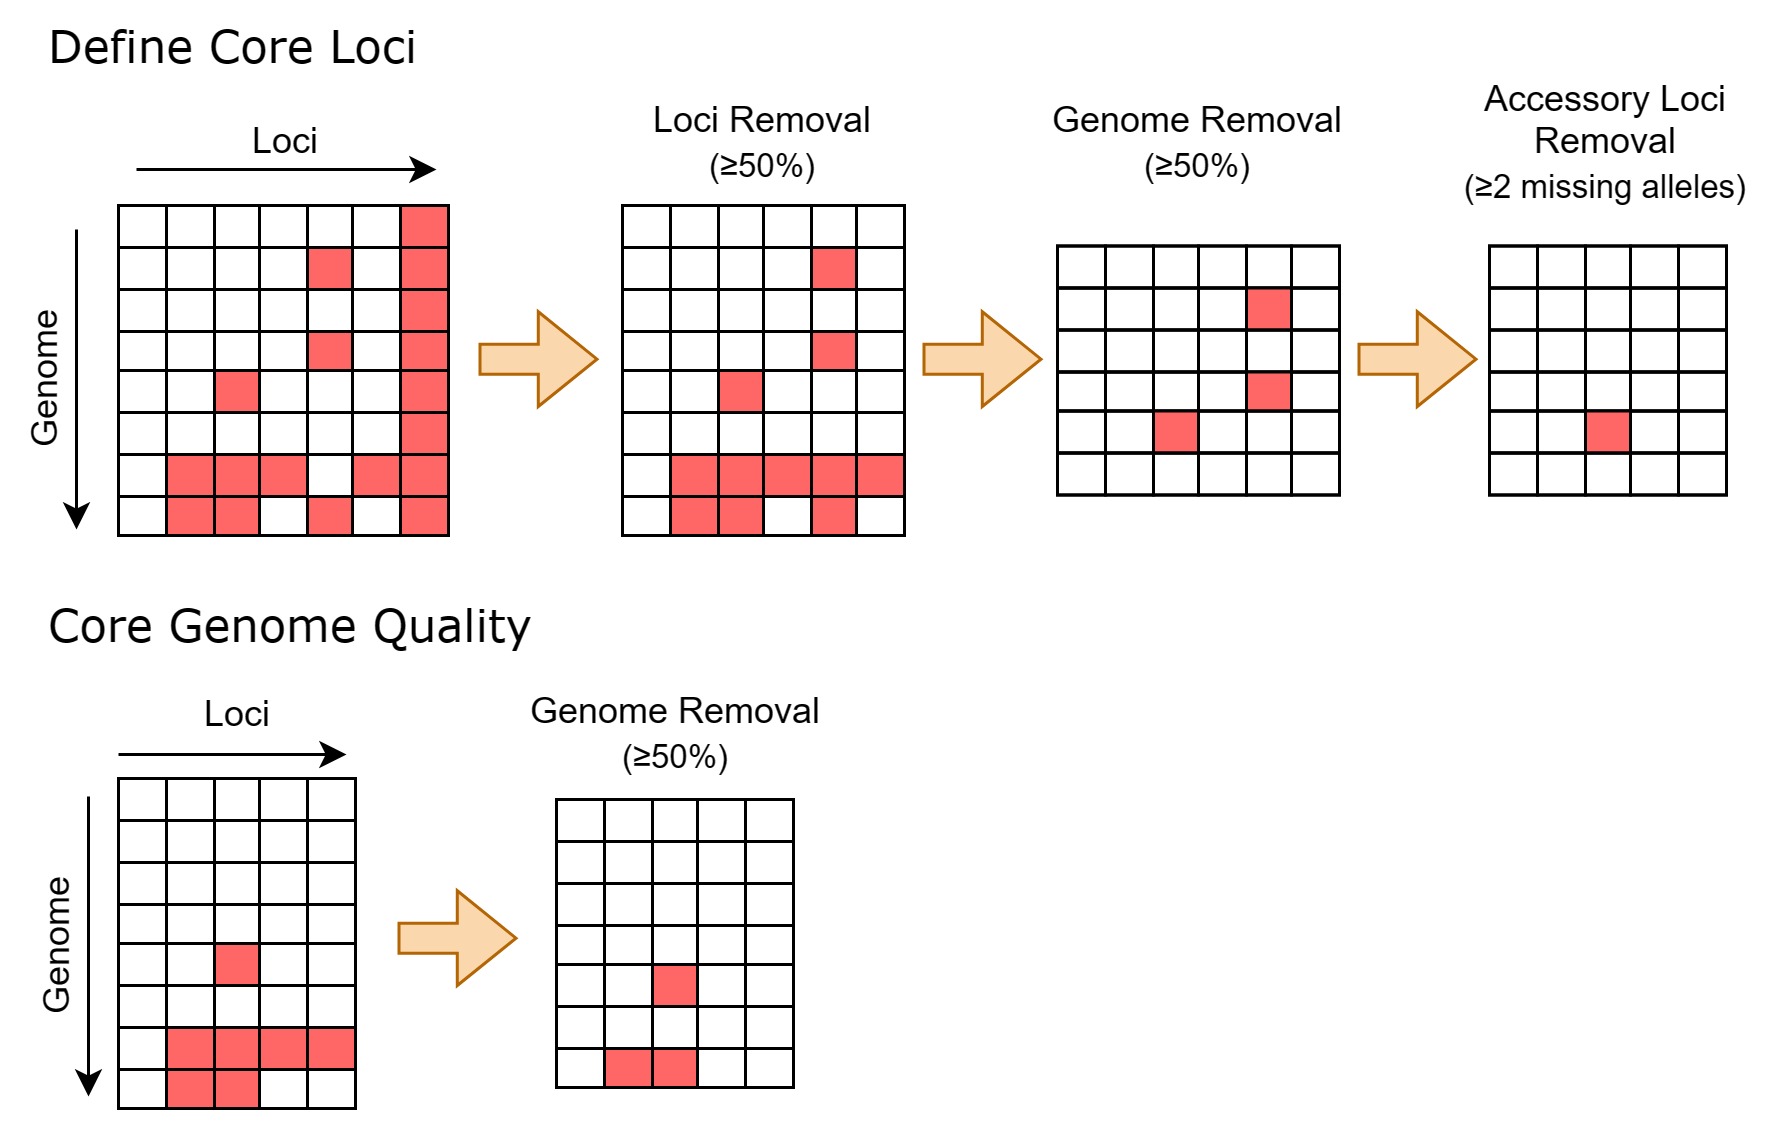 Define Core Loci
Loci
Genome
Loci Removal
(≥50%)
Genome Removal
(≥50%)
Accessory Loci
Removal
(≥2 missing alleles)
Core Genome Quality
Loci
Genome
Genome Removal
(≥50%)